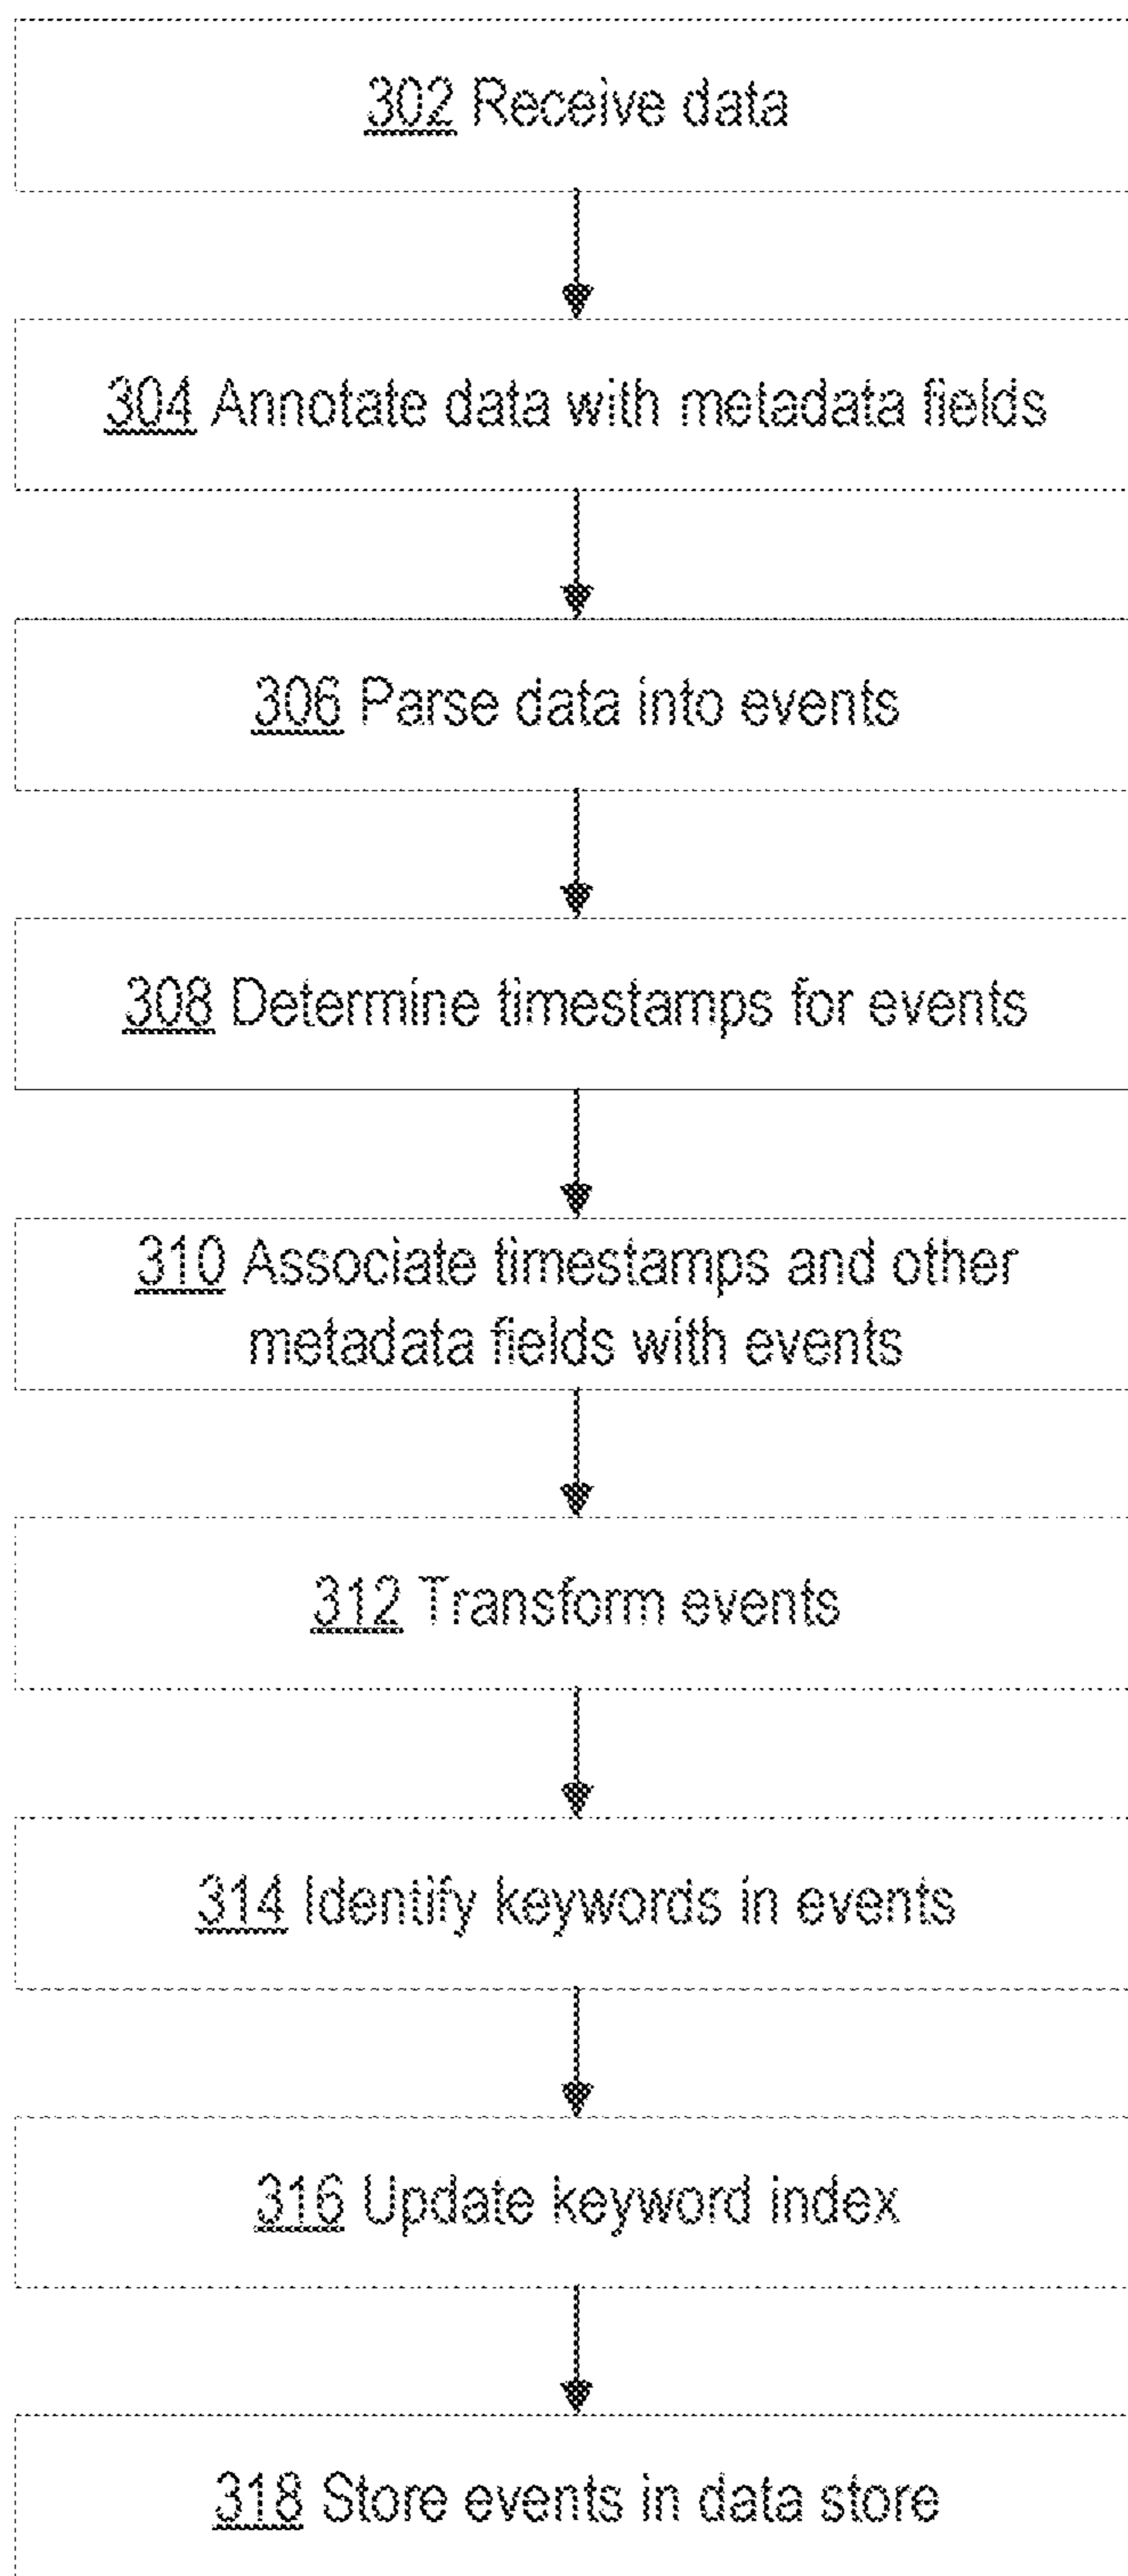 302 Receive data
304 Annotate data with metadata fields
306 Parse data into events
308 Determine timestamps for events
310 Associate timestamps and other
metadata fields with events
312 Transform events
314 Identify keywords in events
316 Update keyword index
318 Store events in data store